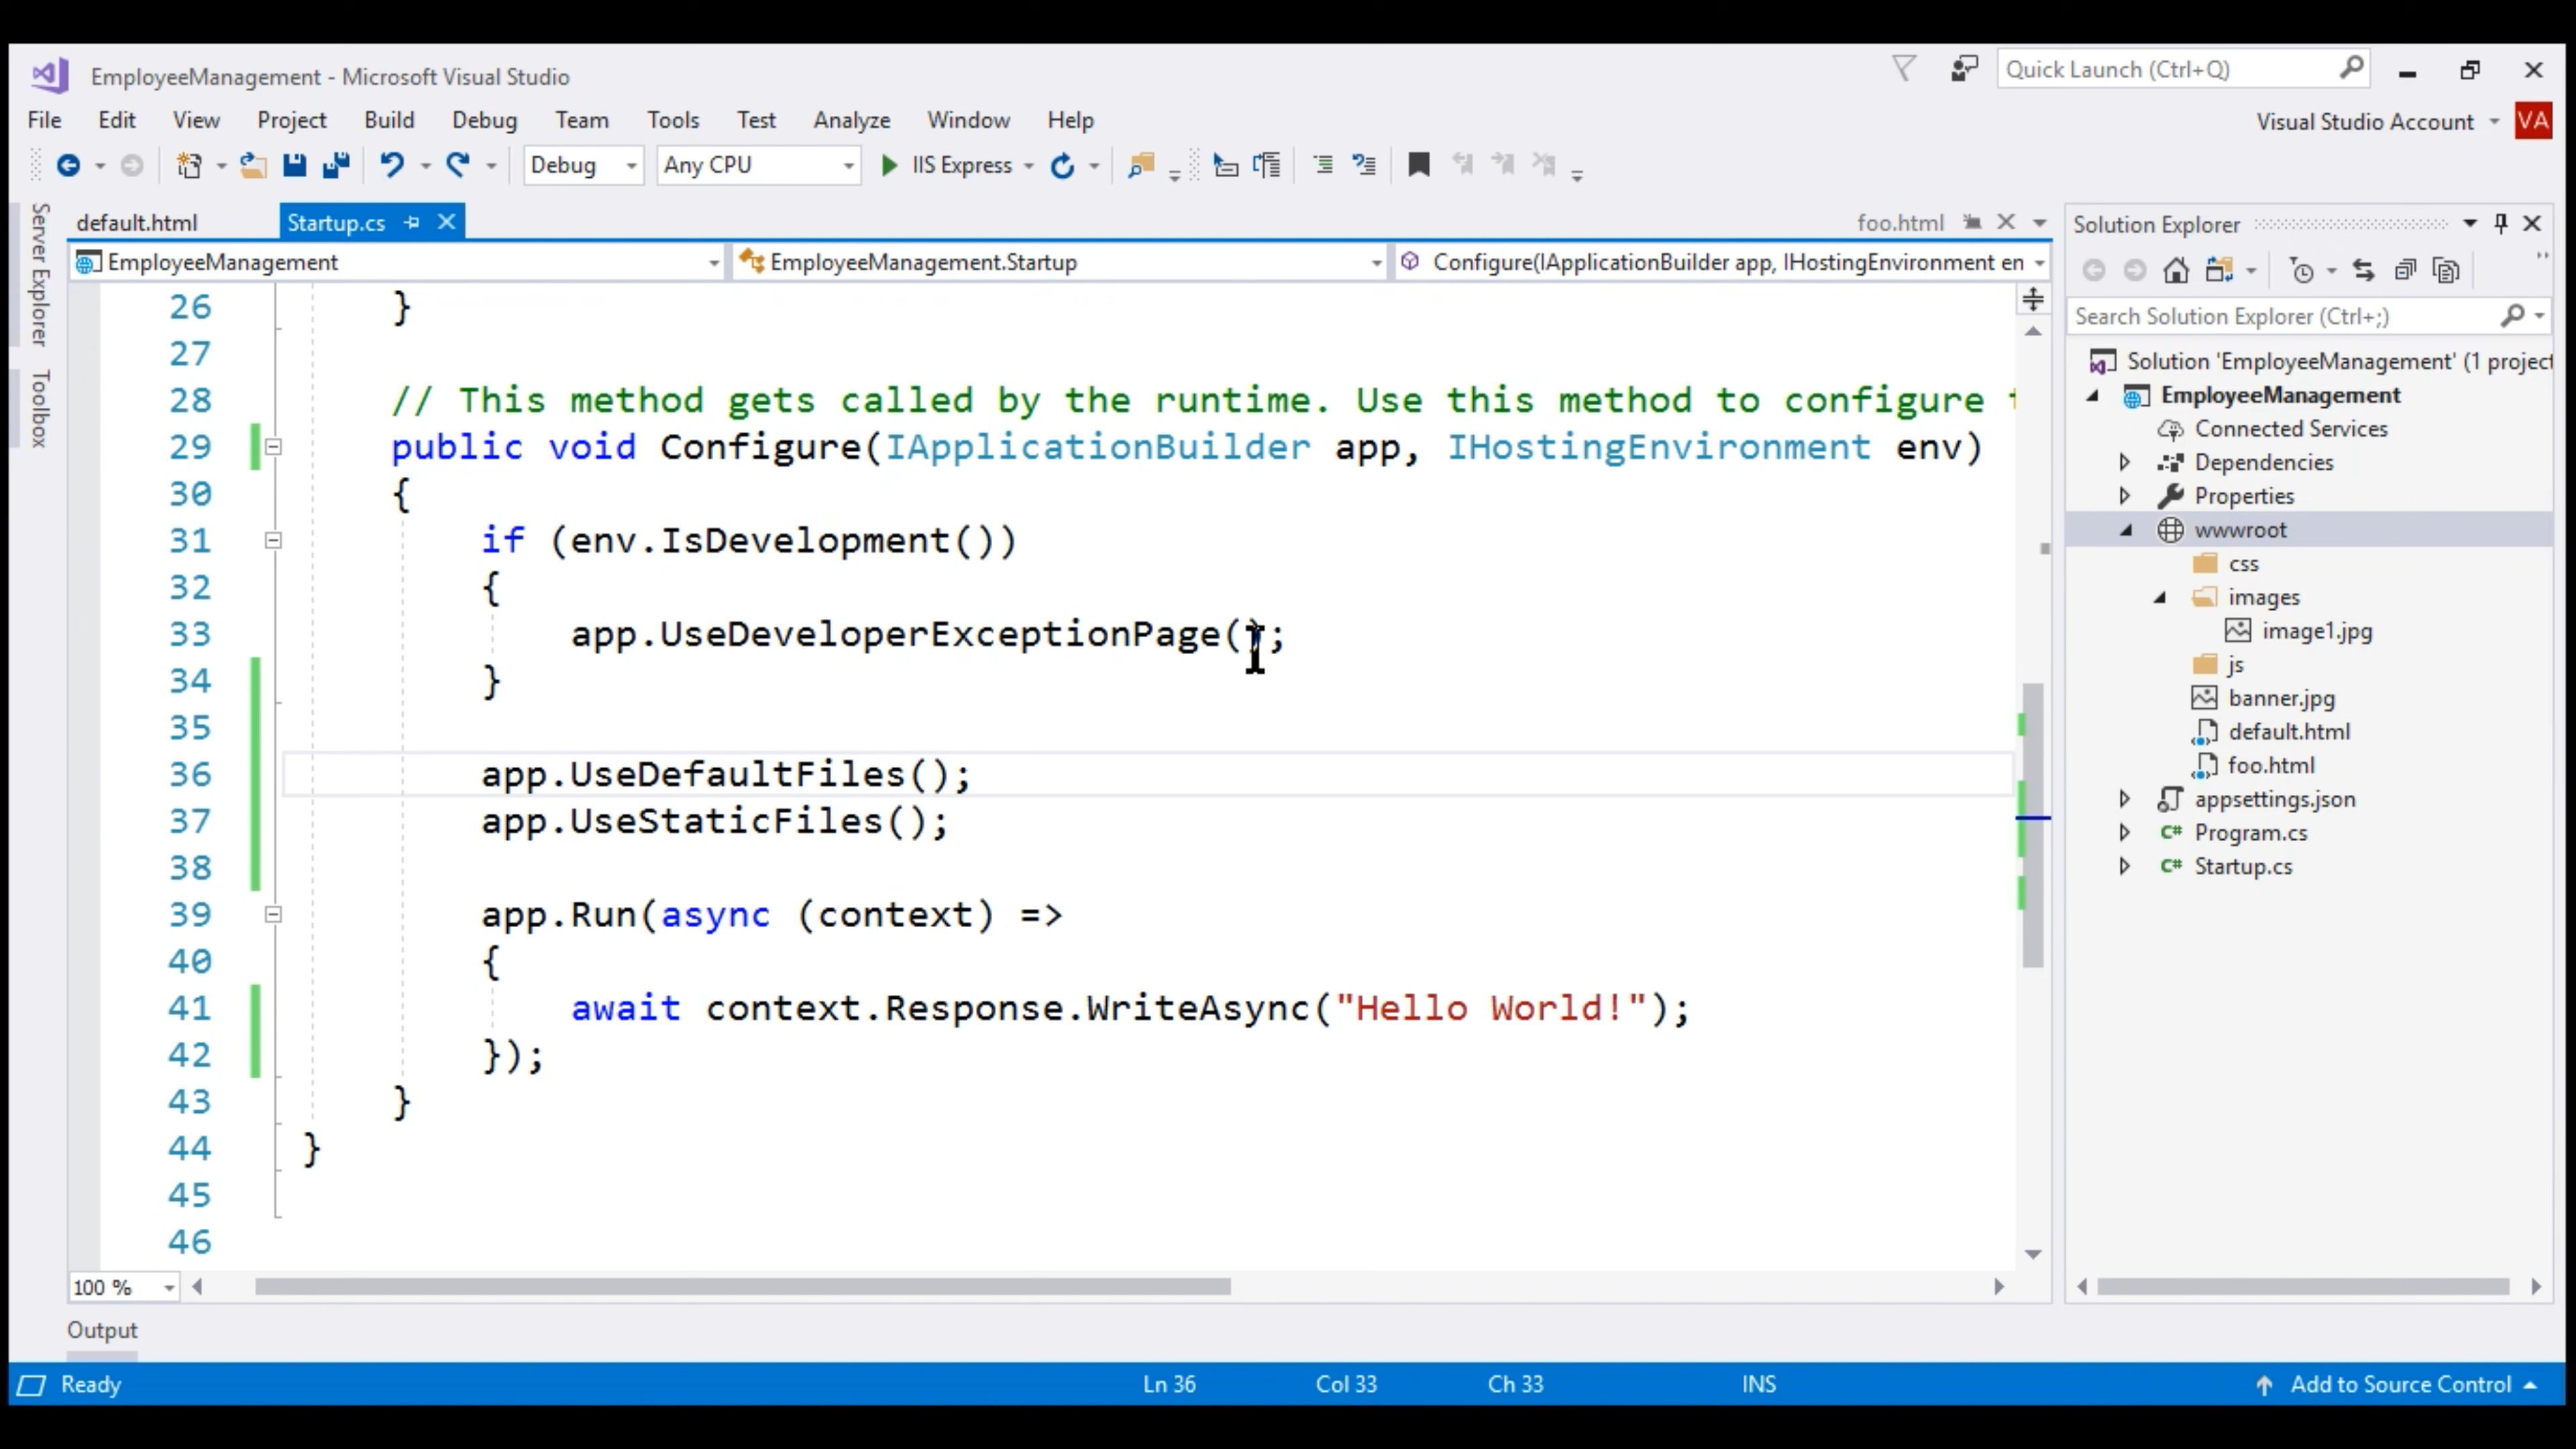 EmployeeManagement - Microsoft Visual Studio
Quick Launch (Ctrl+Q)
File Edit View Project Build Debug Team Tools Test Analyze Window Help
Visual Studio Account VA
Debug Any CPU IIS Express
Server Explorer
Toolbox
default.html Startup.cs foo.html
EmployeeManagement EmployeeManagement.Startup Configure(IApplicationBuilder app, IHostingEnvironment en
26 }
27
28 // This method gets called by the runtime. Use this method to configure
29 public void Configure(IApplicationBuilder app, IHostingEnvironment env)
30 {
31 if (env.IsDevelopment())
32 {
33 app.UseDeveloperExceptionPage();
34 }
35
36 app.UseDefaultFiles();
37 app.UseStaticFiles();
38
39 app.Run(async (context) =>
40 {
41 await context.Response.WriteAsync("Hello World!");
42 });
43 }
44 }
45
46
100 %
Solution Explorer
Search Solution Explorer (Ctrl+;)
Solution 'EmployeeManagement' (1 project
EmployeeManagement
Connected Services
Dependencies
Properties
wwwroot
css
images
image1.jpg
js
banner.jpg
default.html
foo.html
appsettings.json
C# Program.cs
C# Startup.cs
Output
Ready Ln 36 Col 33 Ch 33 INS Add to Source Control